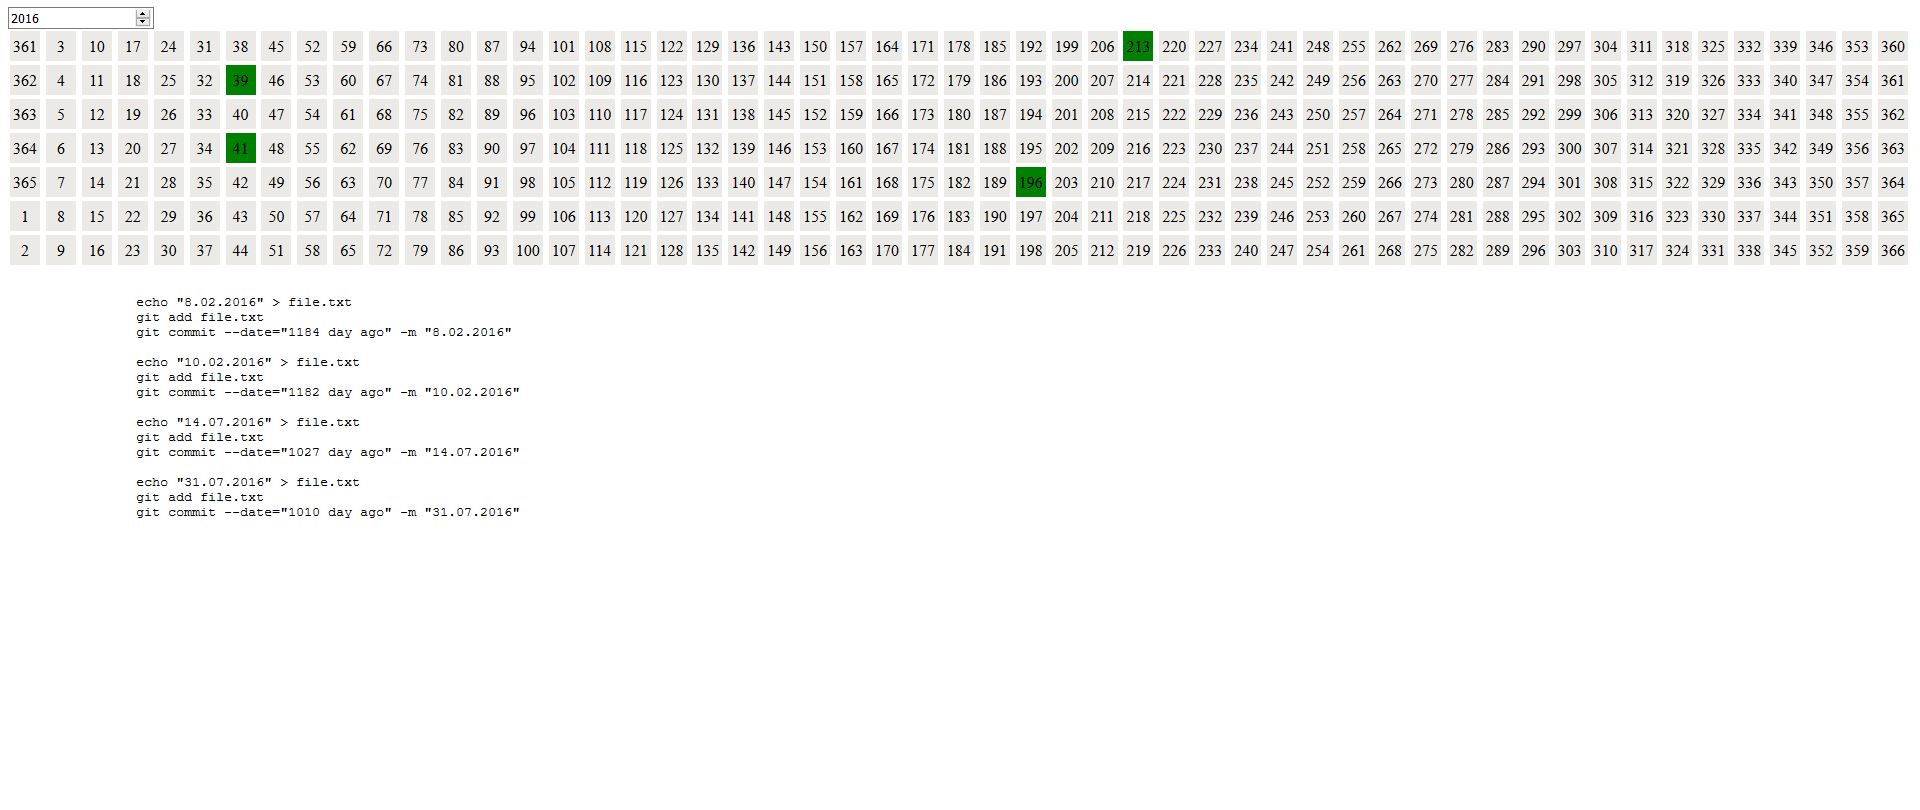 2016
361 3 10 17 24 31 38 45 52 59 66 73 80 87 94 101 108 115 122 129 136 143 150 157 164 171 178 185 192 199 206 213 220 227 234 241 248 255 262 269 276 283 290 297 304 311 318 325 332 339 346 353 360
362 4 11 18 25 32 39 46 53 60 67 74 81 88 95 102 109 116 123 130 137 144 151 158 165 172 179 186 193 200 207 214 221 228 235 242 249 256 263 270 277 284 291 298 305 312 319 326 333 340 347 354 361
363 5 12 19 26 33 40 47 54 61 68 75 82 89 96 103 110 117 124 131 138 145 152 159 166 173 180 187 194 201 208 215 222 229 236 243 250 257 264 271 278 285 292 299 306 313 320 327 334 341 348 355 362
364 6 13 20 27 34 41 48 55 62 69 76 83 90 97 104 111 118 125 132 139 146 153 160 167 174 181 188 195 202 209 216 223 230 237 244 251 258 265 272 279 286 293 300 307 314 321 328 335 342 349 356 363
365 7 14 21 28 35 42 49 56 63 70 77 84 91 98 105 112 119 126 133 140 147 154 161 168 175 182 189 196 203 210 217 224 231 238 245 252 259 266 273 280 287 294 301 308 315 322 329 336 343 350 357 364
1 8 15 22 29 36 43 50 57 64 71 78 85 92 99 106 113 120 127 134 141 148 155 162 169 176 183 190 197 204 211 218 225 232 239 246 253 260 267 274 281 288 295 302 309 316 323 330 337 344 351 358 365
2 9 16 23 30 37 44 51 58 65 72 79 86 93 100 107 114 121 128 135 142 149 156 163 170 177 184 191 198 205 212 219 226 233 240 247 254 261 268 275 282 289 296 303 310 317 324 331 338 345 352 359 366
echo "8.02.2016" > file.txt
git add file.txt
git commit --date="1184 day ago" -m "8.02.2016"
echo "10.02.2016" > file.txt
git add file.txt
git commit --date="1182 day ago" -m "10.02.2016"
echo "14.07.2016" > file.txt
git add file.txt
git commit --date="1027 day ago" -m "14.07.2016"
echo "31.07.2016" > file.txt
git add file.txt
git commit --date="1010 day ago" -m "31.07.2016"